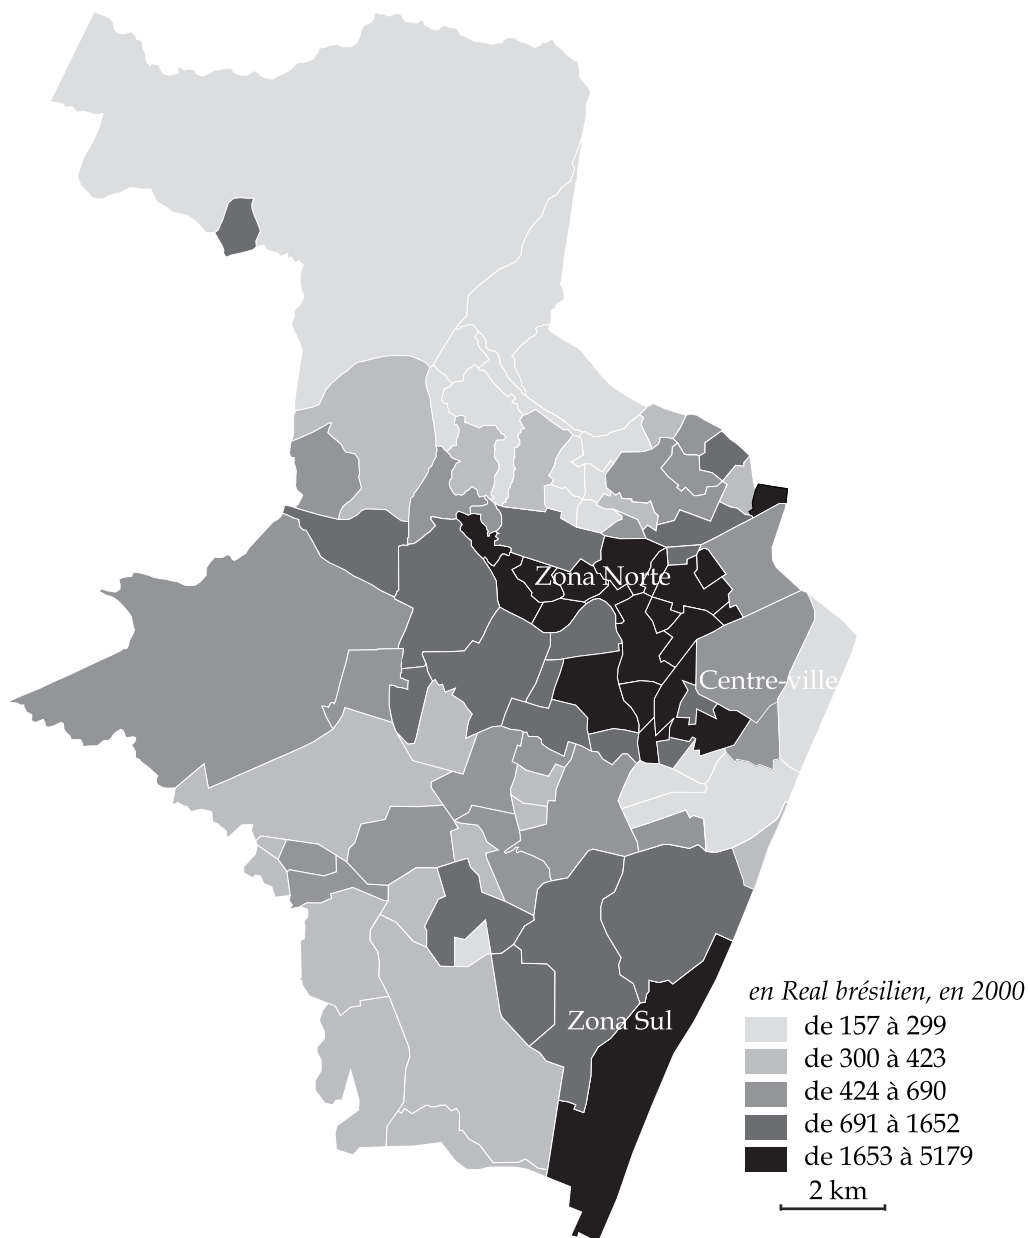 Zona Norte
Centre-ville
Zona Sul
en Real brésilien, en 2000
de 157 à 299
de 300 à 423
de 424 à 690
de 691 à 1652
de 1653 à 5179
2 km